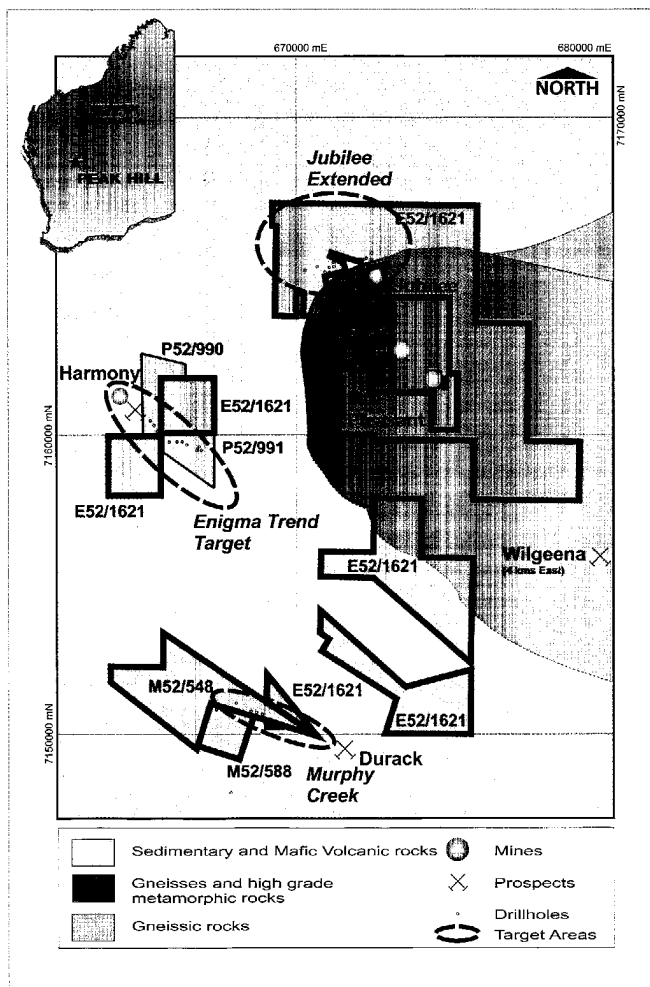 670000 mE
680000 mE
NORTH
7170000 mN
PEAK HILL
Jubilee
Extended
E52/1621
P52/990
Harmony
E52/1621
7160000 mN
P52/991
E52/1621
Enigma Trend
Target
Wilgeena
(4 kms East)
E52/1621
M52/548
E52/1621
E52/1621
7150000 mN
Durack
M52/588
Murphy
Creek
Sedimentary and Mafic Volcanic rocks
Mines
Gneisses and high grade
metamorphic rocks
Prospects
Drillholes
Gneissic rocks
Target Areas